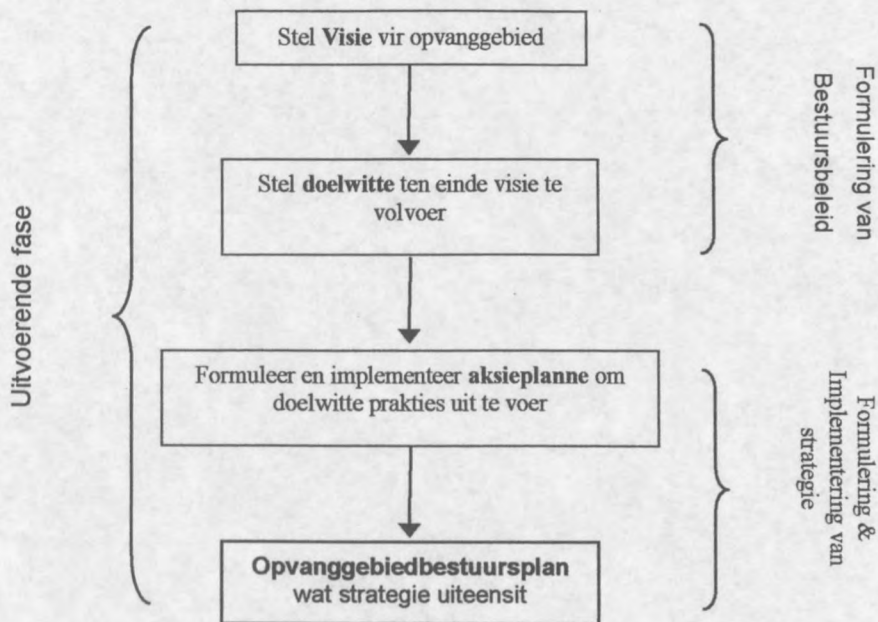 Stel Visie vir opvanggebied
Stel doelwitte ten einde visie te
volvoer
Formuleer en implementeer aksieplanne om
doelwitte prakties uit te voer
Opvanggebiedbestuursplan
wat strategie uiteensit
Uitvoerende fase
Formulering van
Bestuursbeleid
Formulering &
Implementering van
strategie